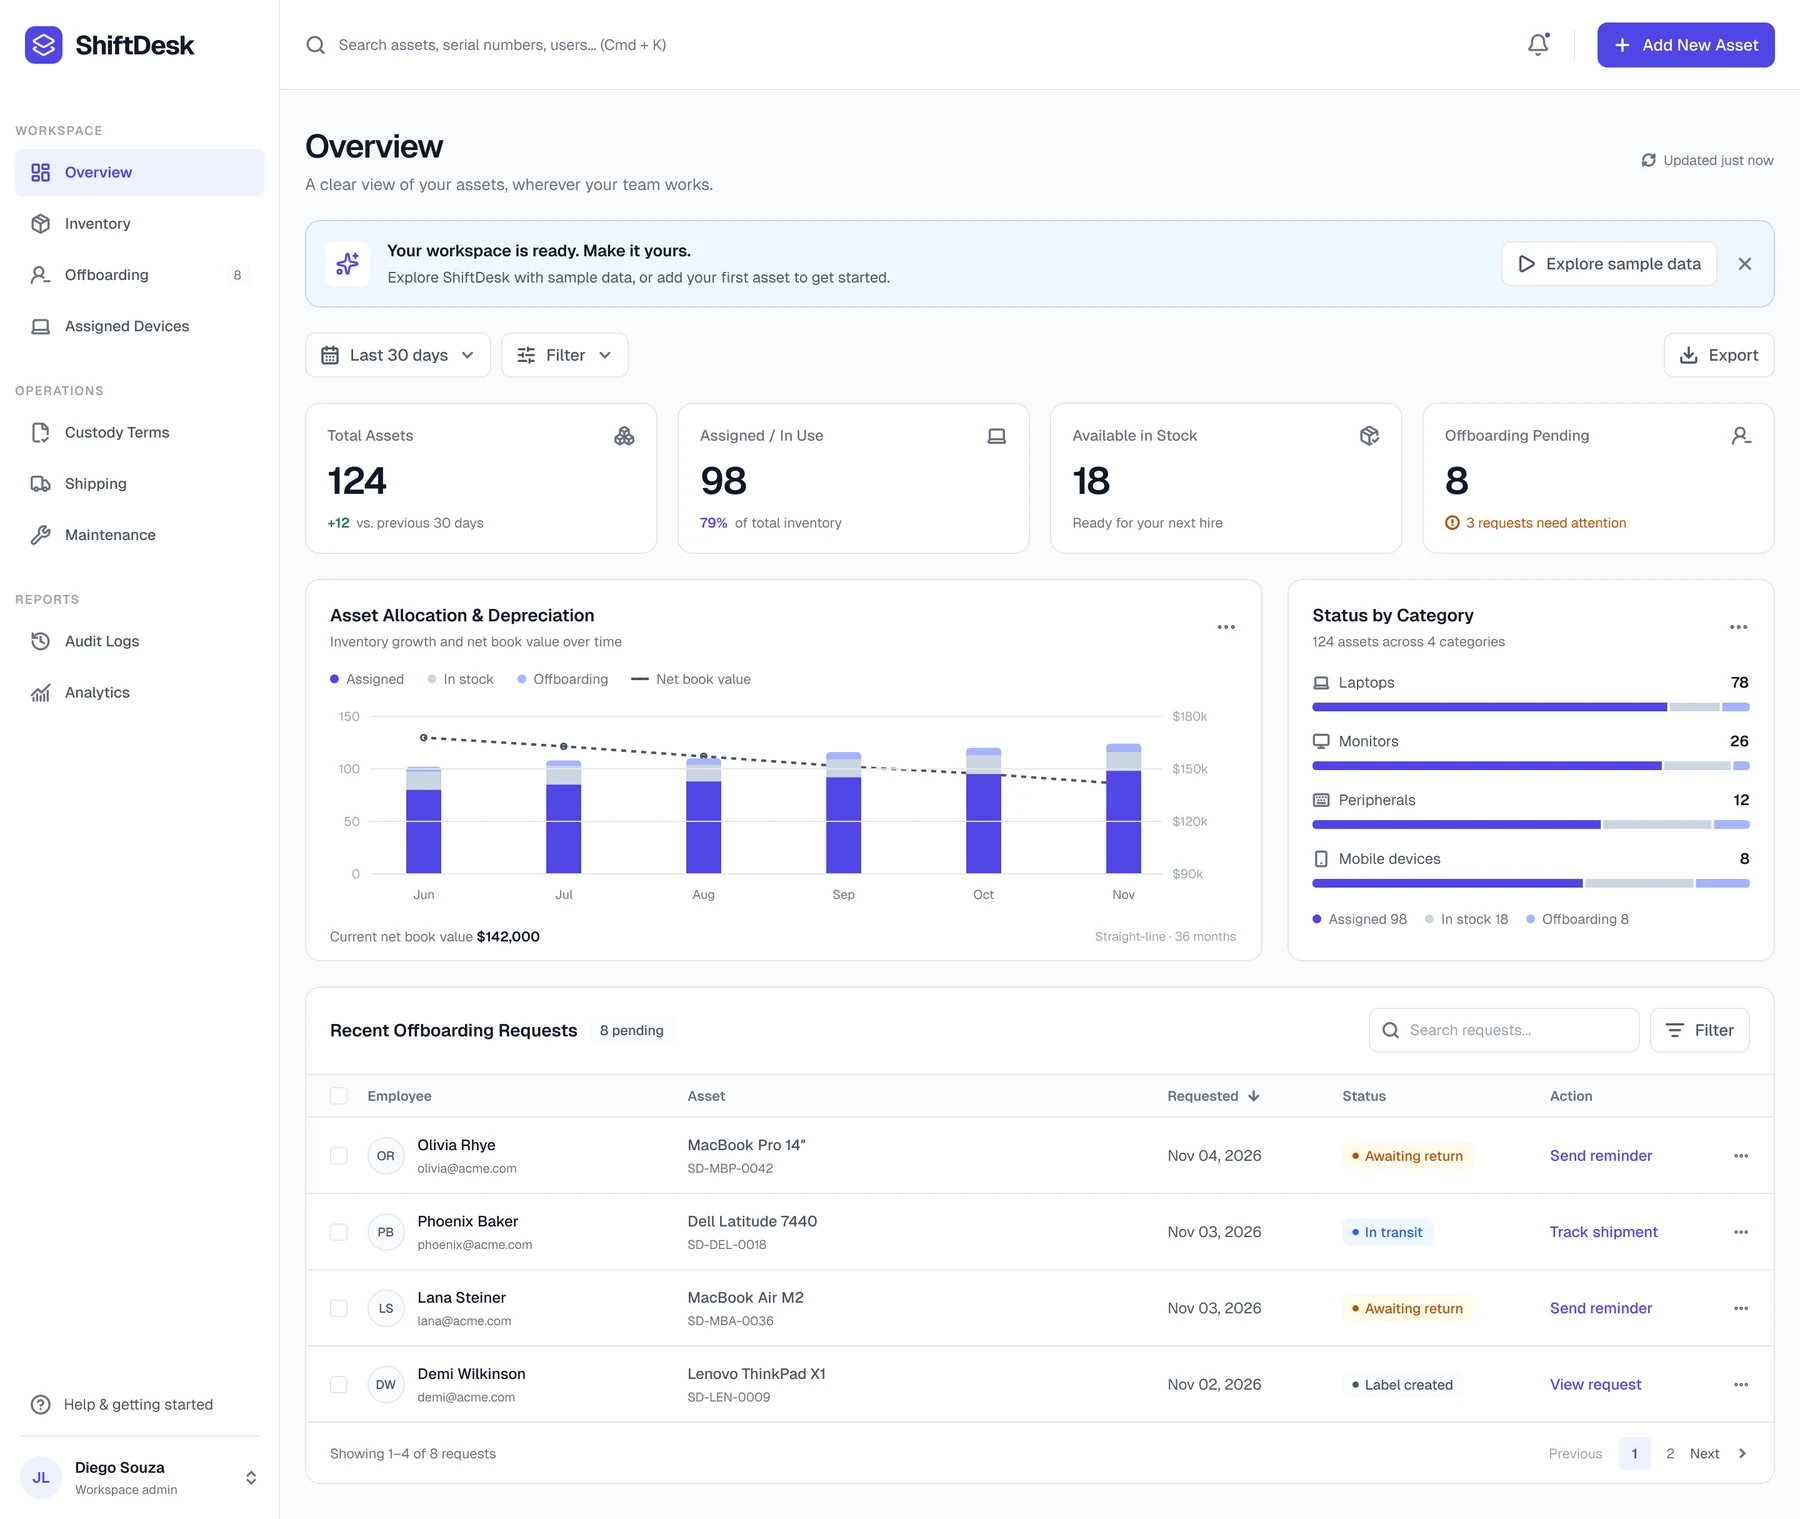 ShiftDesk
Search assets, serial numbers, users... (Cmd + K)
Add New Asset
WORKSPACE
Overview
Inventory
Offboarding 8
Assigned Devices
OPERATIONS
Custody Terms
Shipping
Maintenance
REPORTS
Audit Logs
Analytics
Help & getting started
JL
Diego Souza
Workspace admin
Overview
A clear view of your assets, wherever your team works.
Updated just now
Your workspace is ready. Make it yours.
Explore ShiftDesk with sample data, or add your first asset to get started.
Explore sample data
Last 30 days
Filter
Export
Total Assets
124
+12 vs. previous 30 days
Assigned / In Use
98
79% of total inventory
Available in Stock
18
Ready for your next hire
Offboarding Pending
8
3 requests need attention
Asset Allocation & Depreciation
Inventory growth and net book value over time
Assigned In stock Offboarding Net book value
150 $180k
100 $150k
50 $120k
0 $90k
Jun Jul Aug Sep Oct Nov
Current net book value $142,000
Straight-line · 36 months
Status by Category
124 assets across 4 categories
Laptops 78
Monitors 26
Peripherals 12
Mobile devices 8
Assigned 98 In stock 18 Offboarding 8
Recent Offboarding Requests 8 pending
Search requests...
Filter
Employee Asset Requested Status Action
OR Olivia Rhye MacBook Pro 14″ Nov 04, 2026 Awaiting return Send reminder
olivia@acme.com SD-MBP-0042
PB Phoenix Baker Dell Latitude 7440 Nov 03, 2026 In transit Track shipment
phoenix@acme.com SD-DEL-0018
LS Lana Steiner MacBook Air M2 Nov 03, 2026 Awaiting return Send reminder
lana@acme.com SD-MBA-0036
DW Demi Wilkinson Lenovo ThinkPad X1 Nov 02, 2026 Label created View request
demi@acme.com SD-LEN-0009
Showing 1–4 of 8 requests
Previous 1 2 Next